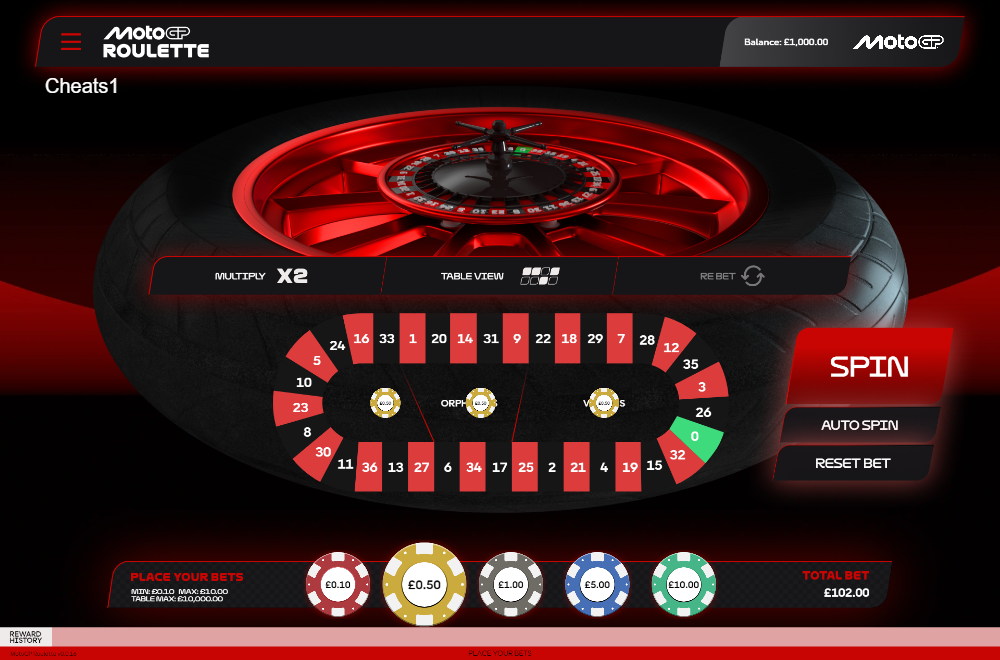 MotoGP
ROULETTE
Balance: £1,000.00
MotoGP
Cheats1
MULTIPLY X2
TABLE VIEW
RE BET
24 16 33 1 20 14 31 9 22 18 29 7 28 12
5 35
10 3
23 26
8 0
30 32
11 36 13 27 6 34 17 25 2 21 4 19 15
£0.50
£0.50
£0.50
SPIN
AUTO SPIN
RESET BET
PLACE YOUR BETS
MIN: £0.10 MAX: £10.00
TABLE MAX: £10,000.00
£0.10
£0.50
£1.00
£5.00
£10.00
TOTAL BET
£102.00
REWARD
HISTORY
PLACE YOUR BETS